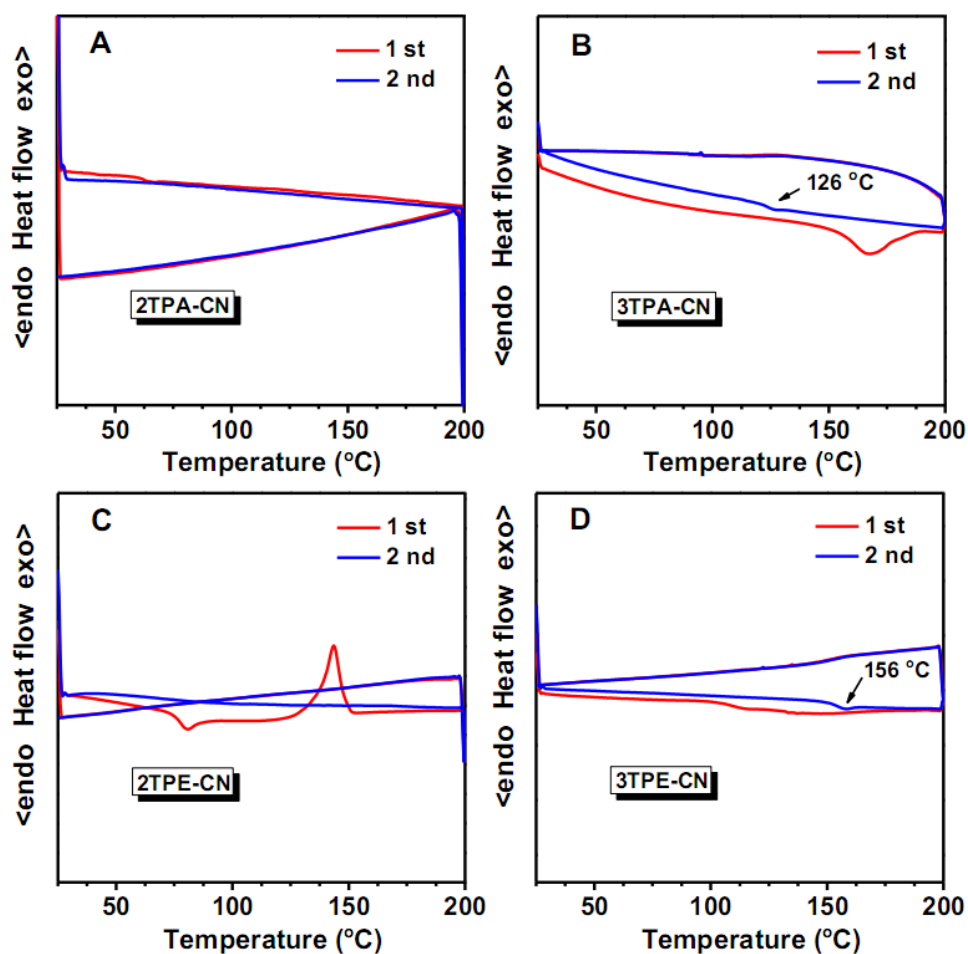 A
1 st
2 nd
<endo Heat flow exo>
2TPA-CN
50 100 150 200
Temperature (°C)
B
1 st
2 nd
<endo Heat flow exo>
126 °C
3TPA-CN
50 100 150 200
Temperature (°C)
C
1 st
2 nd
<endo Heat flow exo>
2TPE-CN
50 100 150 200
Temperature (°C)
D
1 st
2 nd
<endo Heat flow exo>
156 °C
3TPE-CN
50 100 150 200
Temperature (°C)